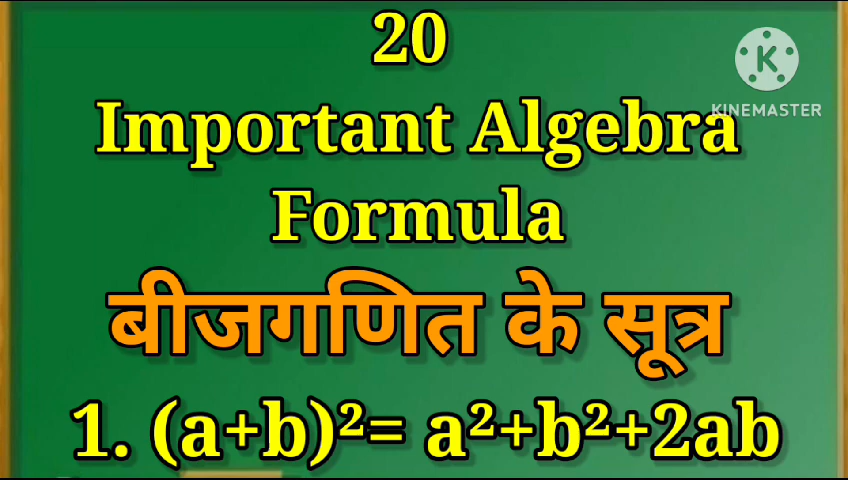 20
KINEMASTER
Important Algebra
Formula
बीजगणित के सूत्र
1. (a+b)²= a²+b²+2ab